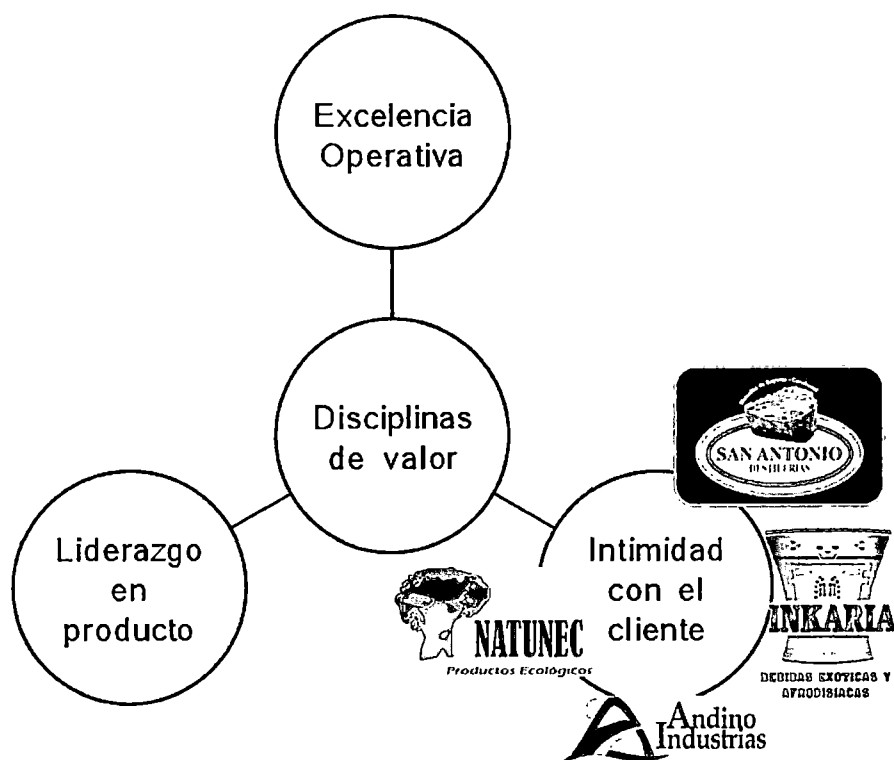 Excelencia
Operativa
Disciplinas
de valor
Liderazgo
en
producto
Intimidad
con el
cliente
SAN ANTONIO
DESTILERIAS
NATUNEC
Productos Ecológicos
INKARIA
BEBIDAS EXOTICAS Y
AFRODISIACAS
Andino
Industrias